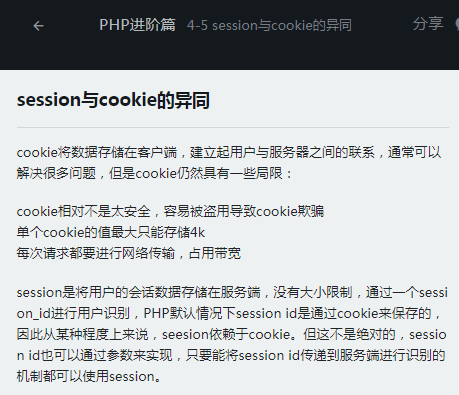 ← PHP进阶篇 4-5 session与cookie的异同 分享
session与cookie的异同
cookie将数据存储在客户端，建立起用户与服务器之间的联系，通常可以
解决很多问题，但是cookie仍然具有一些局限：
cookie相对不是太安全，容易被盗用导致cookie欺骗
单个cookie的值最大只能存储4k
每次请求都要进行网络传输，占用带宽
session是将用户的会话数据存储在服务端，没有大小限制，通过一个sessi
on_id进行用户识别，PHP默认情况下session id是通过cookie来保存的，
因此从某种程度上来说，seesion依赖于cookie。但这不是绝对的，sessio
n id也可以通过参数来实现，只要能将session id传递到服务端进行识别的
机制都可以使用session。